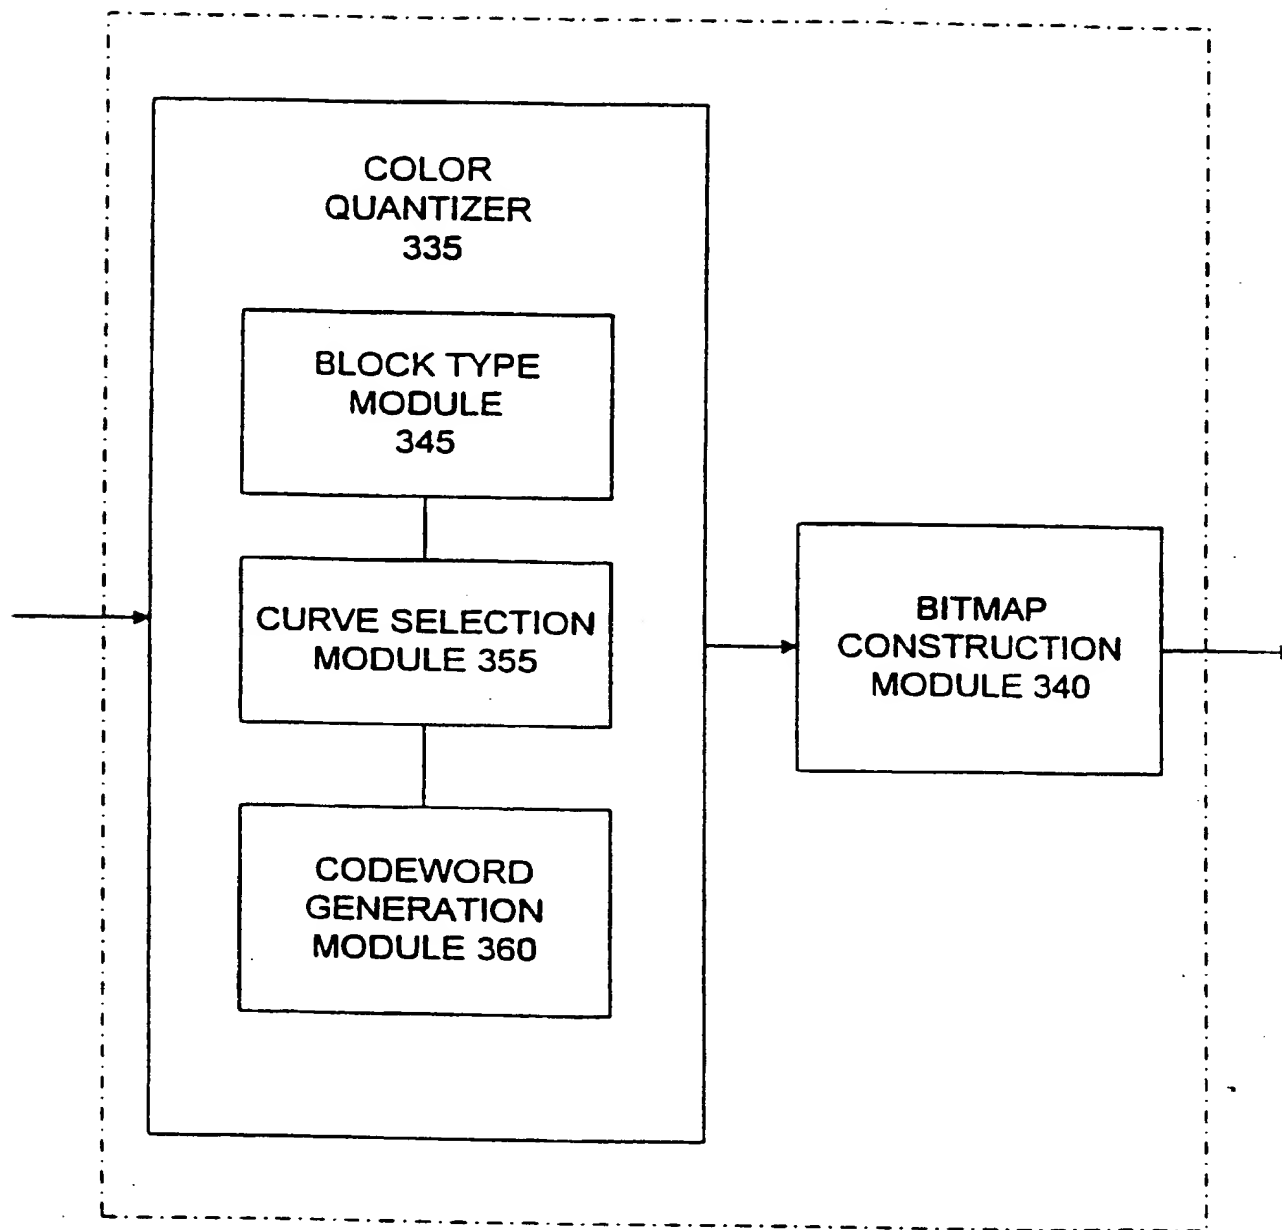 COLOR
QUANTIZER
335
BLOCK TYPE
MODULE
345
CURVE SELECTION
MODULE 355
CODEWORD
GENERATION
MODULE 360
BITMAP
CONSTRUCTION
MODULE 340